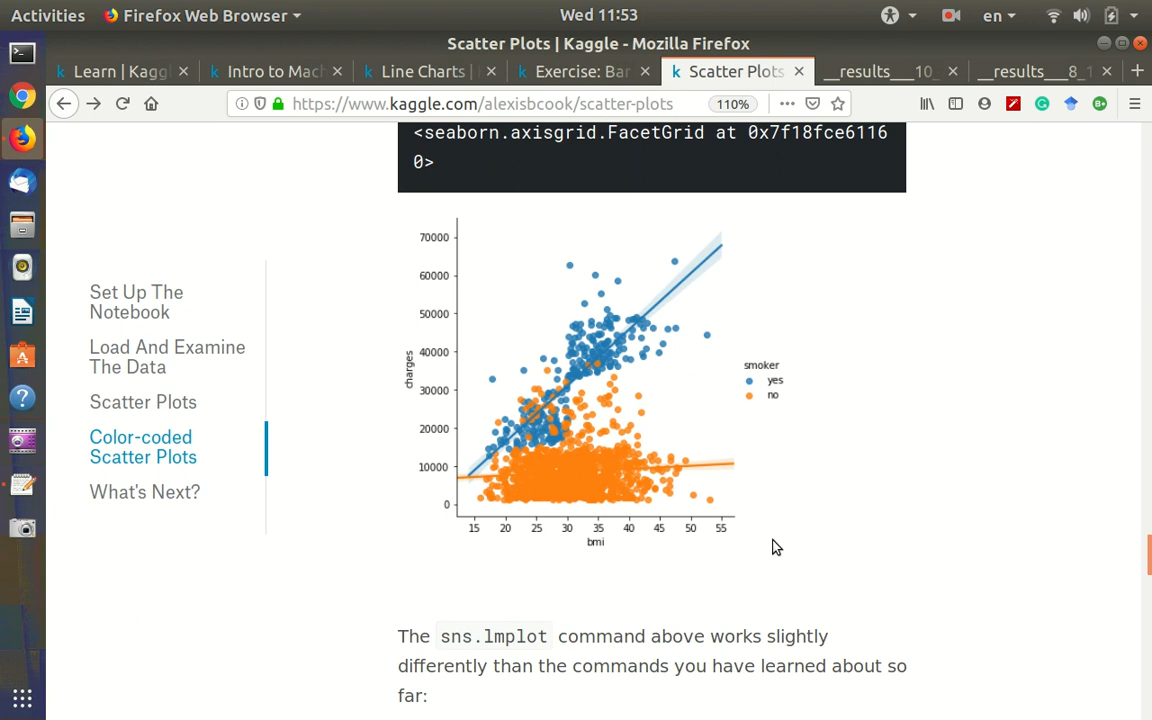 Activities Firefox Web Browser Wed 11:53 en
Scatter Plots | Kaggle - Mozilla Firefox
Learn | Kaggl Intro to Mac Line Charts | Exercise: Bar Scatter Plots __results___10_ __results___8_1
https://www.kaggle.com/alexisbcook/scatter-plots 110%
<seaborn.axisgrid.FacetGrid at 0x7f18fce6116
0>
Set Up The
Notebook
Load And Examine
The Data
Scatter Plots
Color-coded
Scatter Plots
What's Next?
70000
60000
50000
40000
30000
20000
10000
0
charges
15 20 25 30 35 40 45 50 55
bmi
smoker
yes
no
The sns.lmplot command above works slightly
differently than the commands you have learned about so
far: